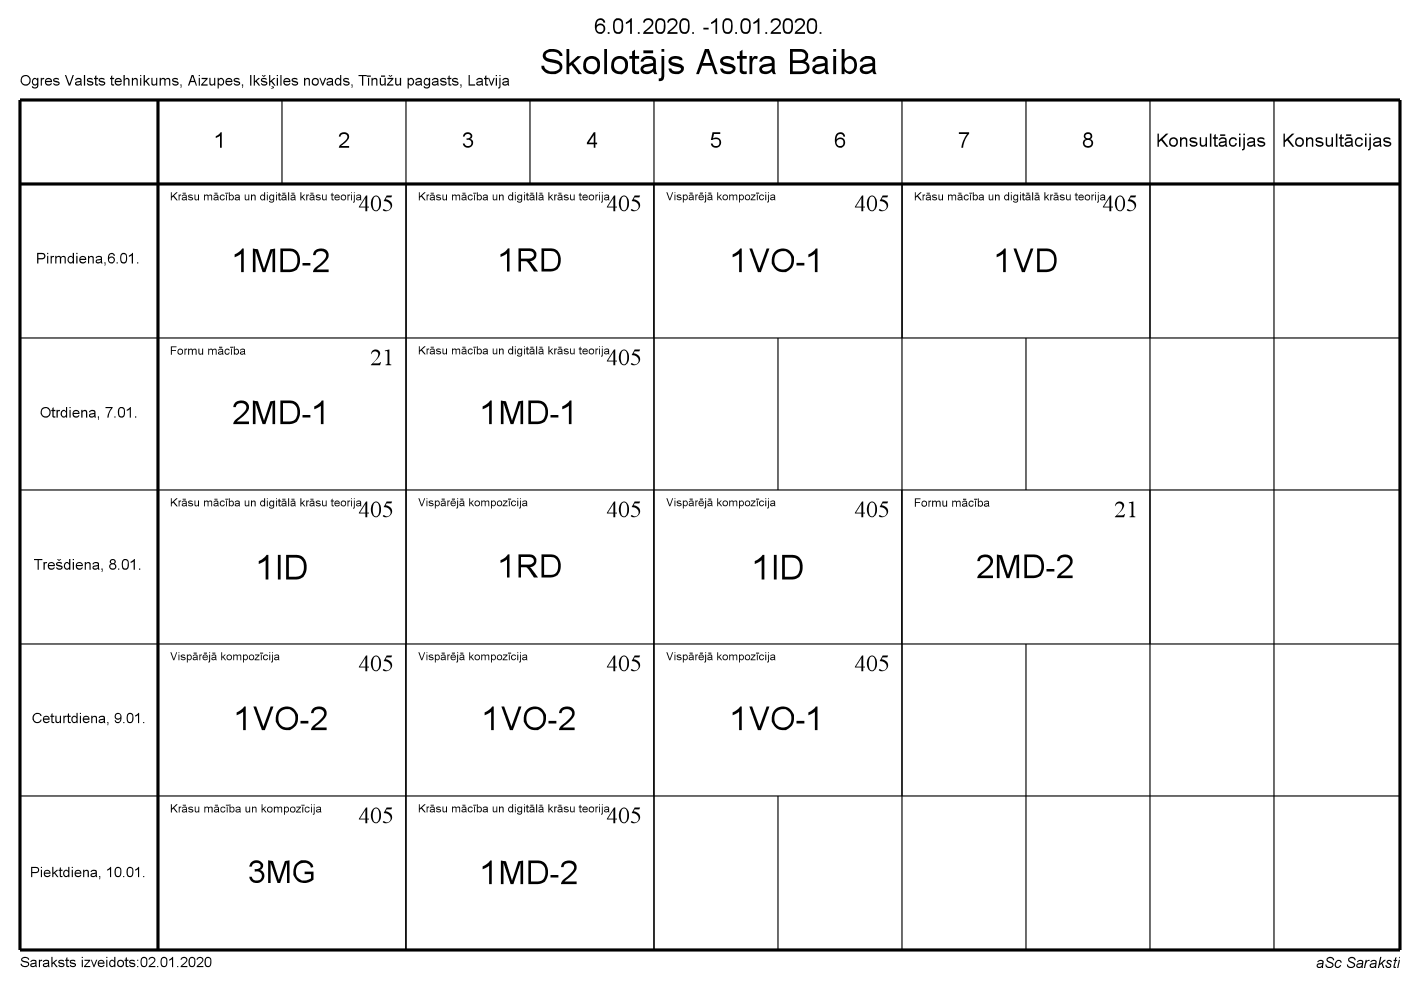 6.01.2020. -10.01.2020.
Skolotājs Astra Baiba
Ogres Valsts tehnikums, Aizupes, Ikšķiles novads, Tīnūžu pagasts, Latvija
1 2 3 4 5 6 7 8 Konsultācijas Konsultācijas
Krāsu mācība un digitālā krāsu teorija 405 Krāsu mācība un digitālā krāsu teorija 405 Vispārējā kompozīcija 405 Krāsu mācība un digitālā krāsu teorija 405
Pirmdiena,6.01. 1MD-2 1RD 1VO-1 1VD
Formu mācība 21 Krāsu mācība un digitālā krāsu teorija 405
Otrdiena, 7.01. 2MD-1 1MD-1
Krāsu mācība un digitālā krāsu teorija 405 Vispārējā kompozīcija 405 Vispārējā kompozīcija 405 Formu mācība 21
Trešdiena, 8.01. 1ID 1RD 1ID 2MD-2
Vispārējā kompozīcija 405 Vispārējā kompozīcija 405 Vispārējā kompozīcija 405
Ceturtdiena, 9.01. 1VO-2 1VO-2 1VO-1
Krāsu mācība un kompozīcija 405 Krāsu mācība un digitālā krāsu teorija 405
Piektdiena, 10.01. 3MG 1MD-2
Saraksts izveidots:02.01.2020 aSc Saraksti